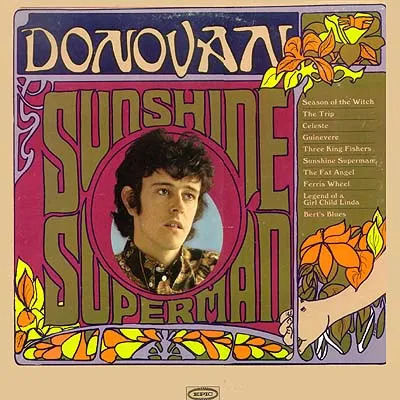 DONOVAN
SUNSHINE
SUPERMAN
Season of the Witch
The Trip
Celeste
Guinevere
Three King Fishers
Sunshine Superman
The Fat Angel
Ferris Wheel
Legend of a
Girl Child Linda
Bert's Blues
EPIC